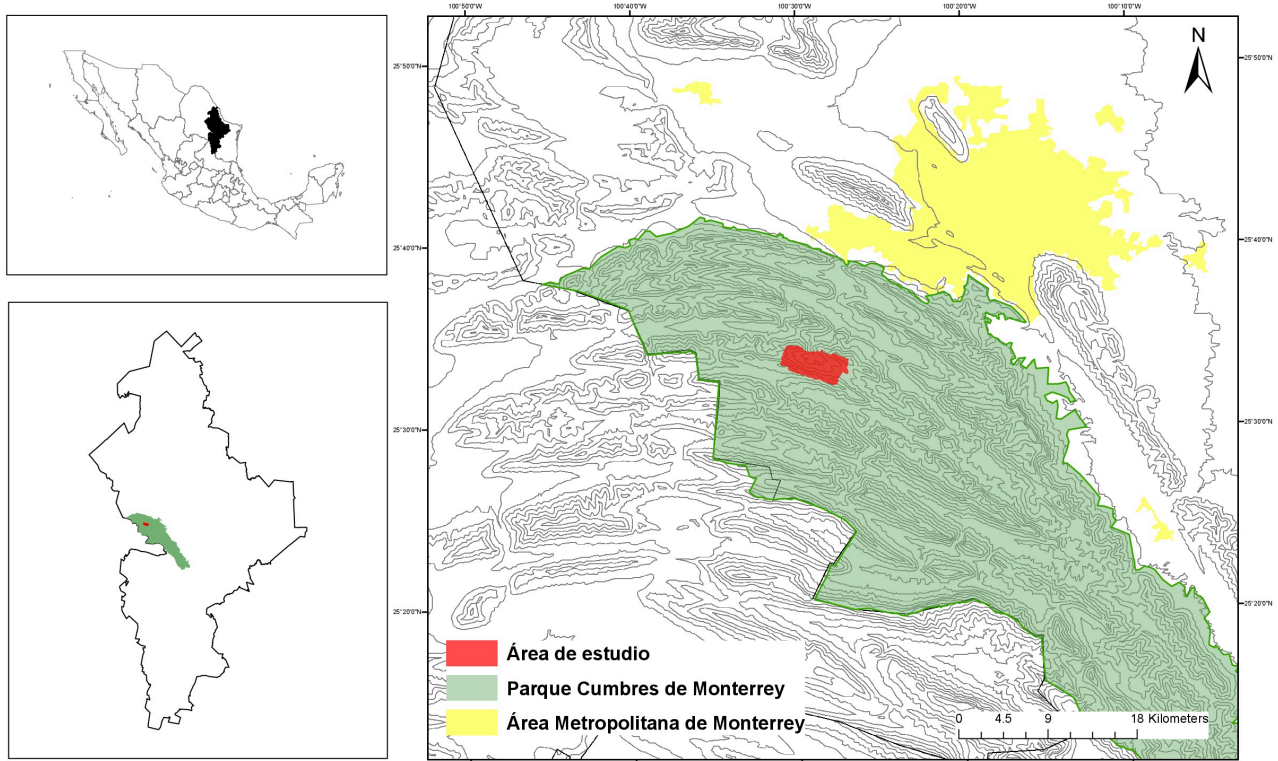 100°50'0"W 100°40'0"W 100°30'0"W 100°20'0"W 100°10'0"W
N
25°50'0"N 25°50'0"N
25°40'0"N 25°40'0"N
25°30'0"N 25°30'0"N
25°20'0"N 25°20'0"N
Área de estudio
Parque Cumbres de Monterrey
Área Metropolitana de Monterrey
0 4.5 9 18 Kilometers